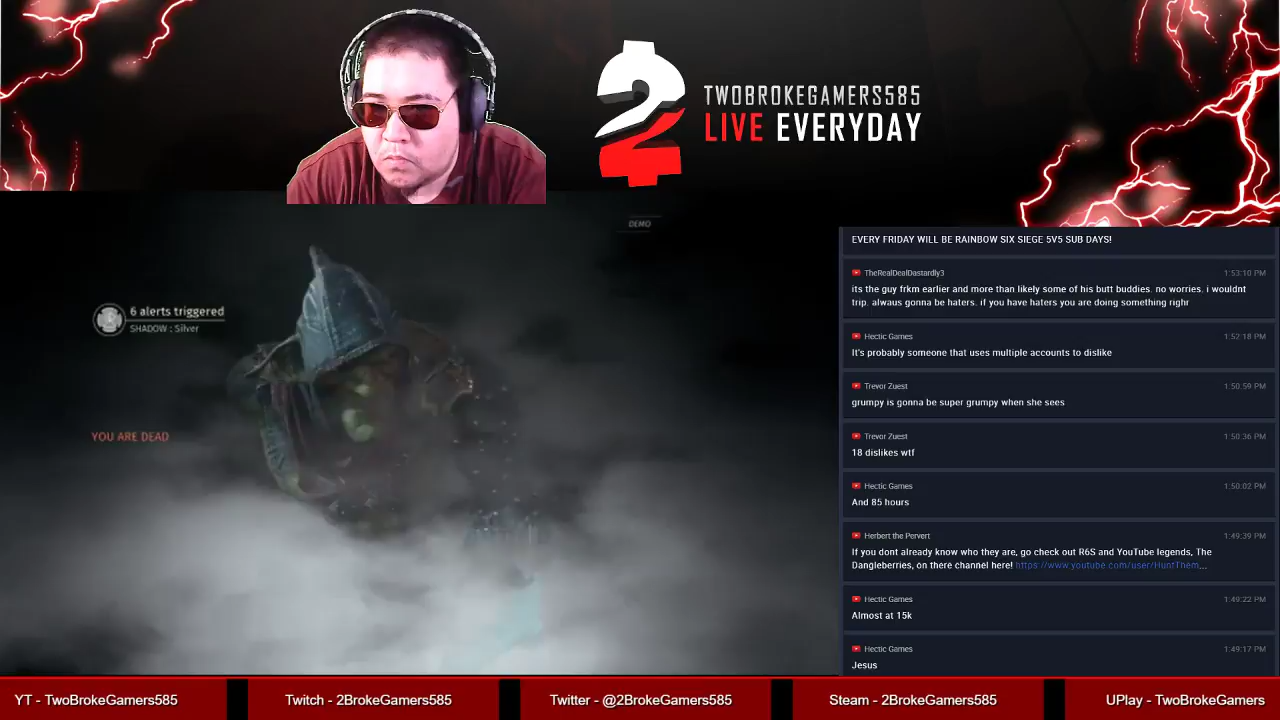 2
TWOBROKEGAMERS585
LIVE EVERYDAY
DEMO
6 alerts triggered
SHADOW : Silver
YOU ARE DEAD
EVERY FRIDAY WILL BE RAINBOW SIX SIEGE 5V5 SUB DAYS!
TheRealDealDastardly3 1:53:10 PM
its the guy frkm earlier and more than likely some of his butt buddies. no worries. i wouldnt
trip. alwaus gonna be haters. if you have haters you are doing somethign righr
Hectic Games 1:52:18 PM
It's probably someone that uses multiple accounts to dislike
Trevor Zuest 1:50:59 PM
grumpy is gonna be super grumpy when she sees
Trevor Zuest 1:50:36 PM
18 dislikes wtf
Hectic Games 1:50:02 PM
And 85 hours
Herbert the Pervert 1:49:39 PM
If you dont already know who they are, go check out R6S and YouTube legends, The
Dangleberries, on there channel here! https://www.youtube.com/user/HuntThem...
Hectic Games 1:49:22 PM
Almost at 15k
Hectic Games 1:49:17 PM
Jesus
YT - TwoBrokeGamers585 Twitch - 2BrokeGamers585 Twitter - @2BrokeGamers585 Steam - 2BrokeGamers585 UPlay - TwoBrokeGamers